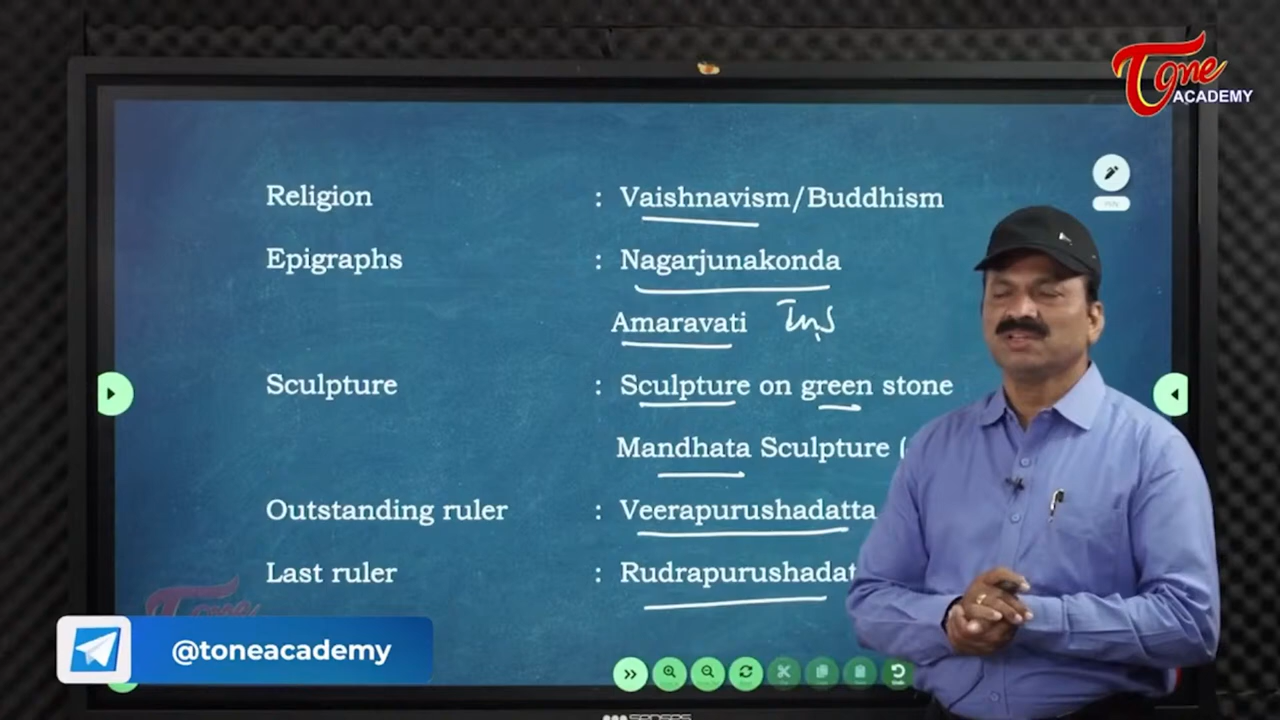 Tone
ACADEMY
Religion : Vaishnavism/Buddhism
Epigraphs : Nagarjunakonda
Amaravati
Sculpture : Sculpture on green stone
Mandhata Sculpture (
Outstanding ruler : Veerapurushadatta
Last ruler : Rudrapurushadat
@toneacademy